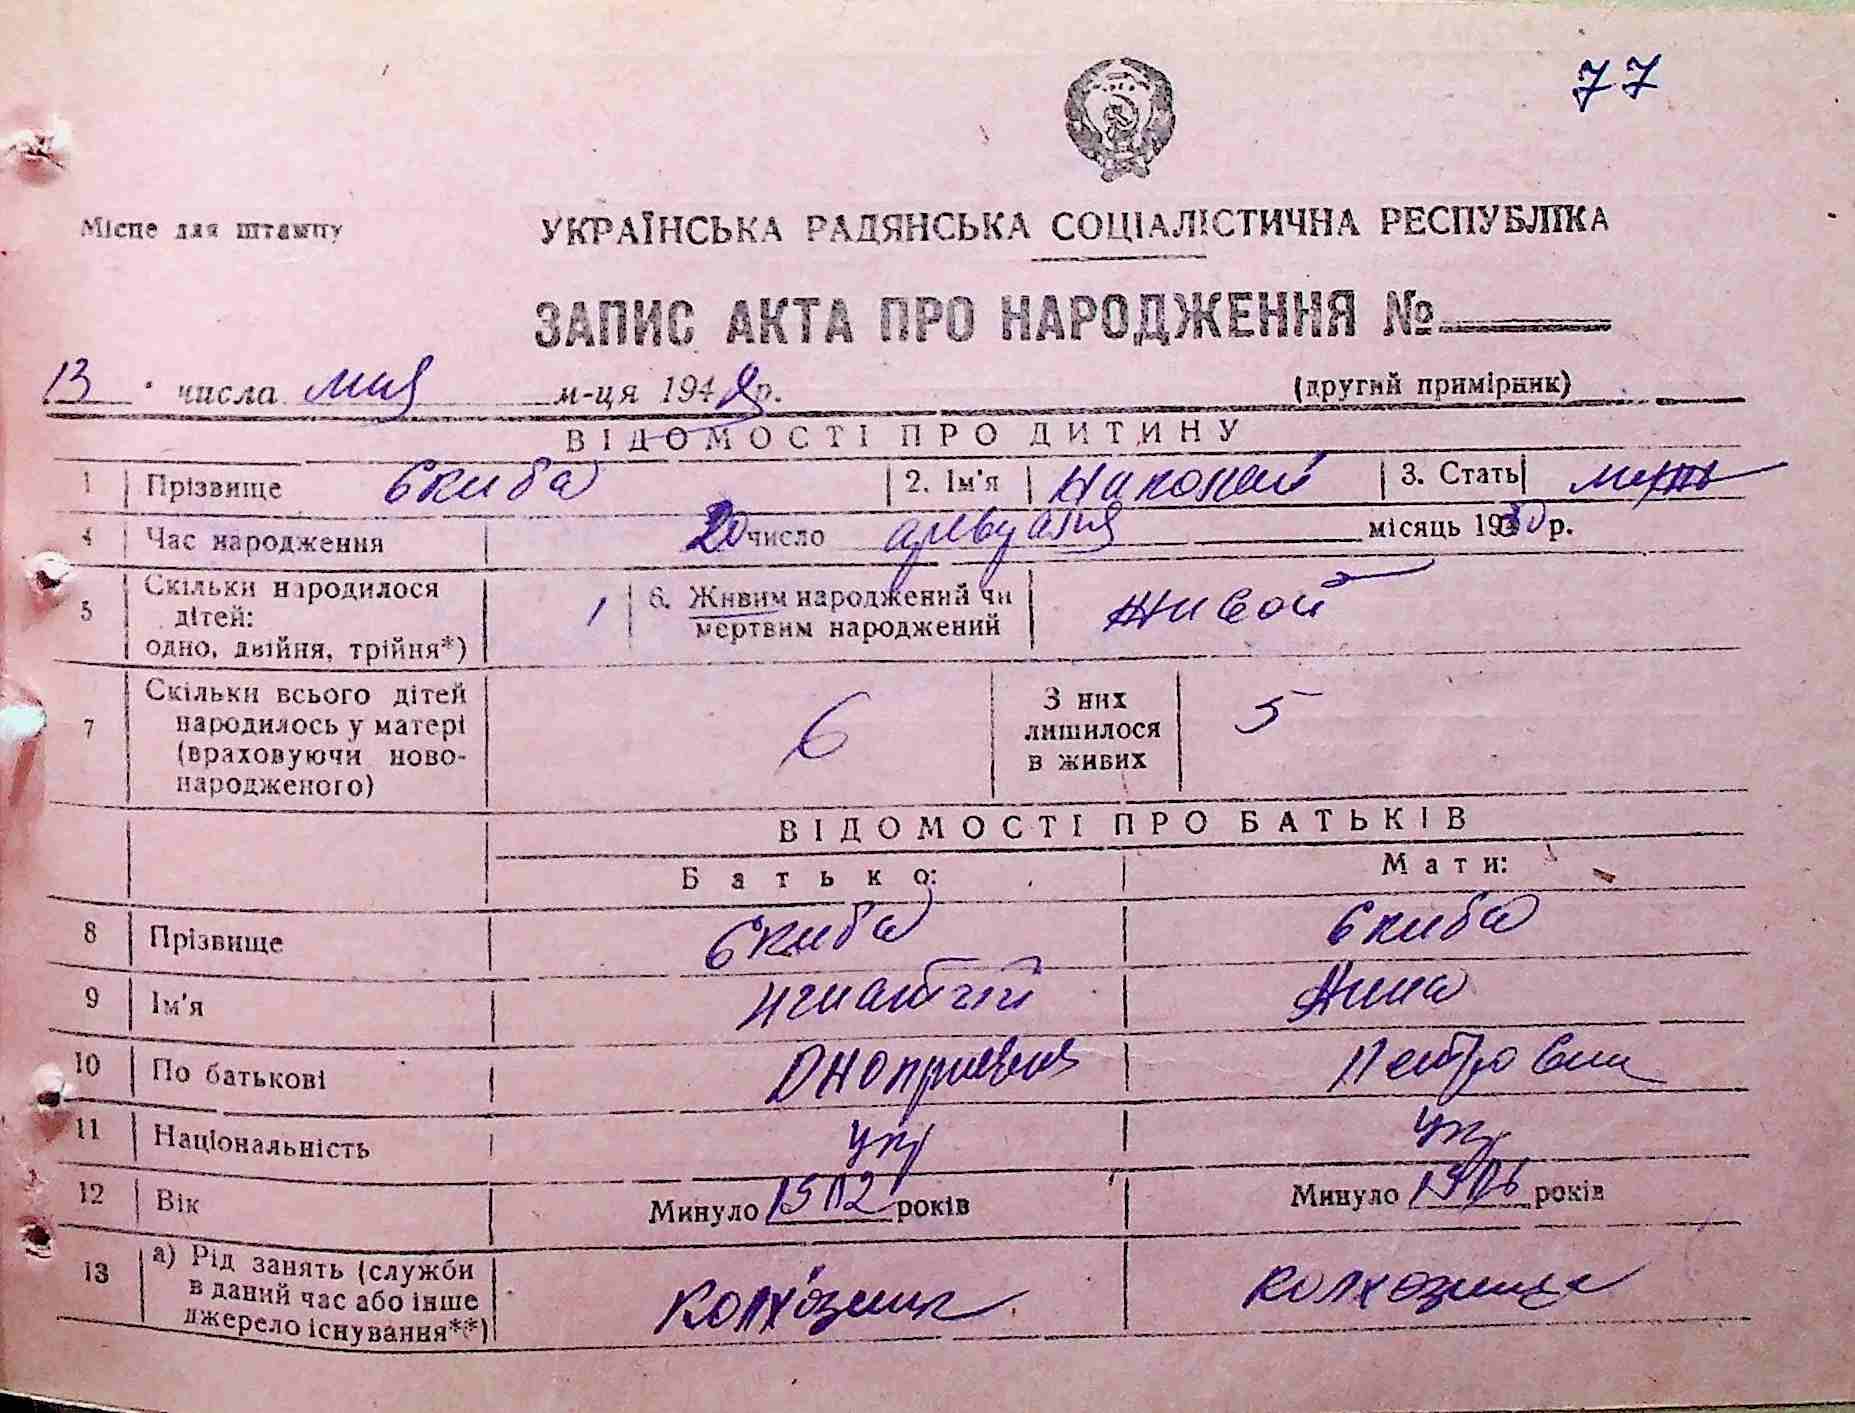 77
Місце для штампу
УКРАЇНСЬКА РАДЯНСЬКА СОЦІАЛІСТИЧНА РЕСПУБЛІКА
ЗАПИС АКТА ПРО НАРОДЖЕННЯ №
13 числа мая м-ця 194 р.
(другий примірник)
ВІДОМОСТІ ПРО ДИТИНУ
1 Прізвище Скиба 2. Ім'я Николай 3. Стать муж
4 Час народження 20 число февраля місяць 1930 р.
5 Скільки народилося дітей: одно, двійня, трійня*) 1 6. Живим народжений чи мертвим народжений живой
7 Скільки всього дітей народилось у матері (враховуючи ново-народженого) 6 З них лишилося в живих 5
ВІДОМОСТІ ПРО БАТЬКІВ
Батько: Мати:
8 Прізвище Скиба Скиба
9 Ім'я Игнатий Анна
10 По батькові Петровна
11 Національність укр укр
12 Вік Минуло 1902 років Минуло 1906 років
13 а) Рід занять (служби в даний час або інше джерело існування**) колхозник колхозница